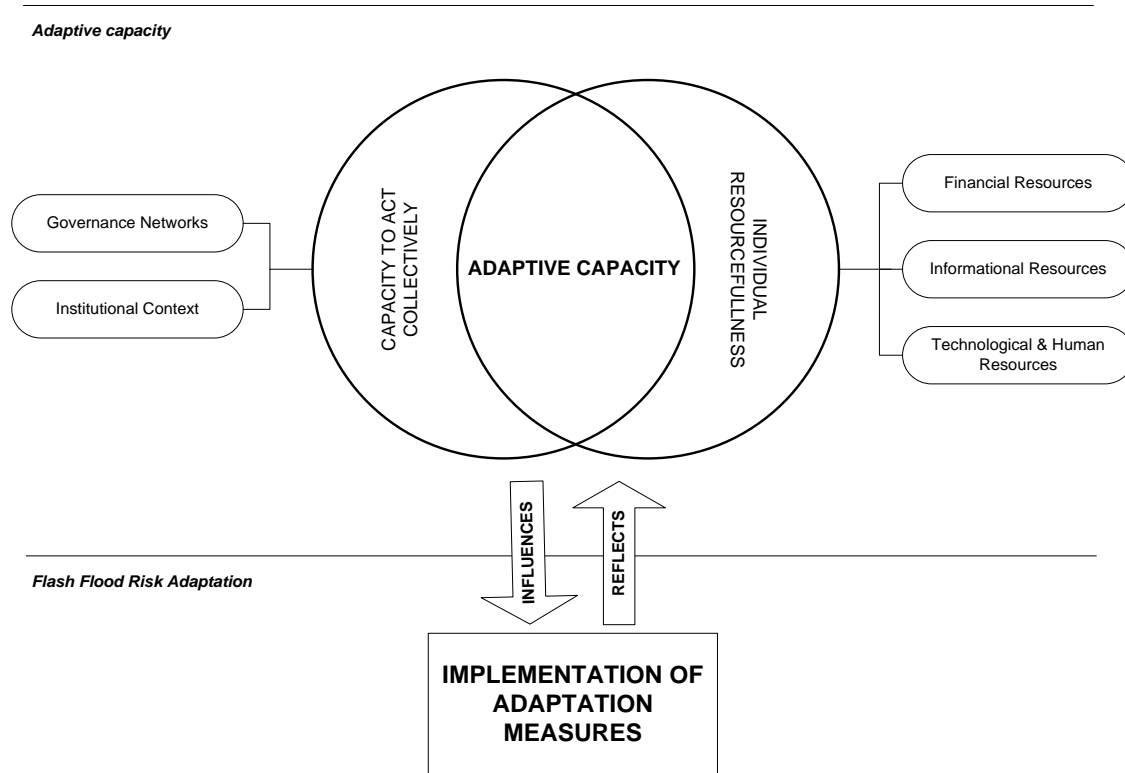 Adaptive capacity
Governance Networks
Institutional Context
CAPACITY TO ACT
COLLECTIVELY
ADAPTIVE CAPACITY
INDIVIDUAL
RESOURCEFULLNESS
Financial Resources
Informational Resources
Technological & Human
Resources
INFLUENCES
REFLECTS
Flash Flood Risk Adaptation
IMPLEMENTATION OF
ADAPTATION
MEASURES